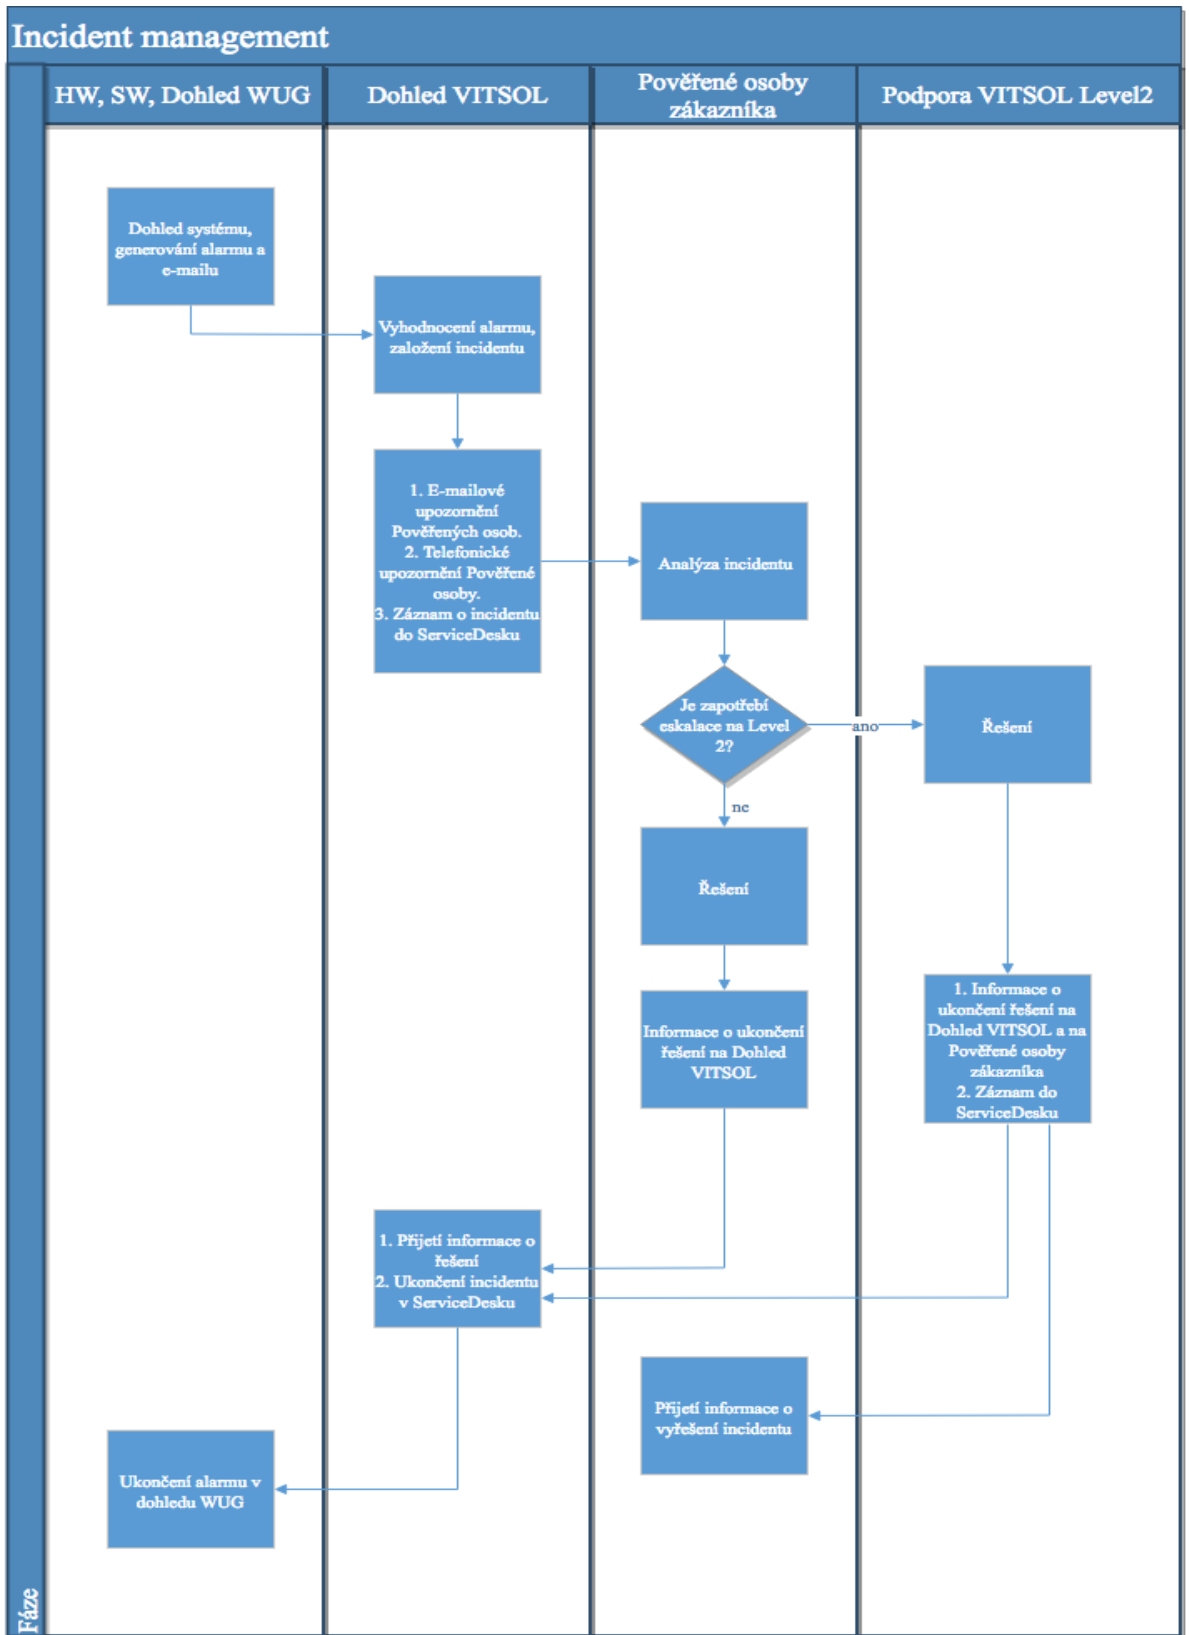 Incident management
HW, SW, Dohled WUG
Dohled VITSOL
Pověřené osoby
zákazníka
Podpora VITSOL Level2
Dohled systému,
generování alarmu a
e-mailu
Vyhodnocení alarmu,
založení incidentu
1. E-mailové
upozornění
Pověřených osob.
2. Telefonické
upozornění Pověřené
osoby.
3. Záznam o incidentu
do ServiceDesku
Analýza incidentu
Je zapotřebí
eskalace na Level
2?
ano
Řešení
ne
Řešení
Informace o ukončení
řešení na Dohled
VITSOL
1. Informace o
ukončení řešení na
Dohled VITSOL a na
Pověřené osoby
zákazníka
2. Záznam do
ServiceDesku
1. Přijetí informace o
řešení
2. Ukončení incidentu
v ServiceDesku
Přijetí informace o
vyřešení incidentu
Ukončení alarmu v
dohledu WUG
Fáze